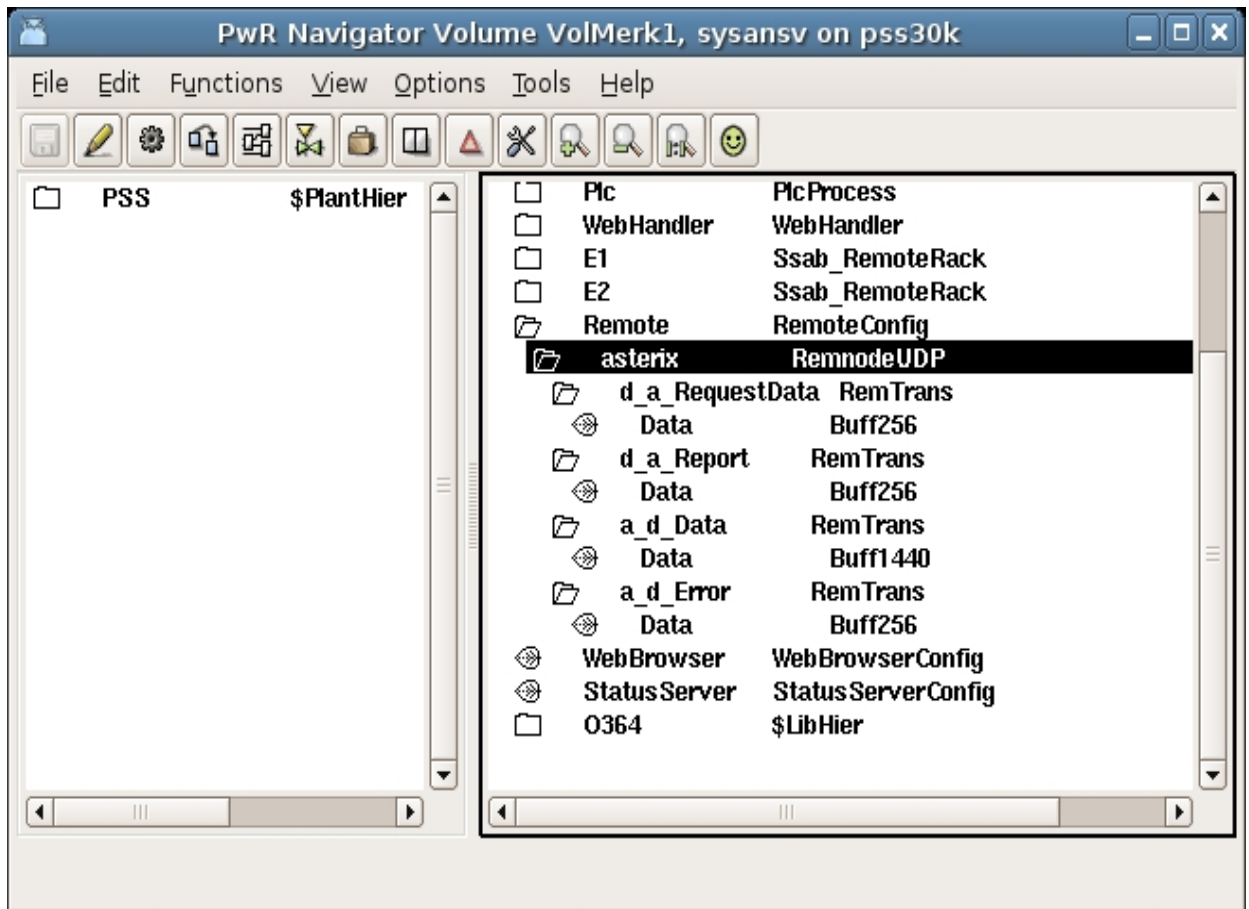 PwR Navigator Volume VolMerk1, sysansv on pss30k
File Edit Functions View Options Tools Help
PSS $PlantHier
Plc PlcProcess
WebHandler WebHandler
E1 Ssab_RemoteRack
E2 Ssab_RemoteRack
Remote RemoteConfig
asterix RemnodeUDP
d_a_RequestData RemTrans
Data Buff256
d_a_Report RemTrans
Data Buff256
a_d_Data RemTrans
Data Buff1440
a_d_Error RemTrans
Data Buff256
WebBrowser WebBrowserConfig
StatusServer StatusServerConfig
O364 $LibHier